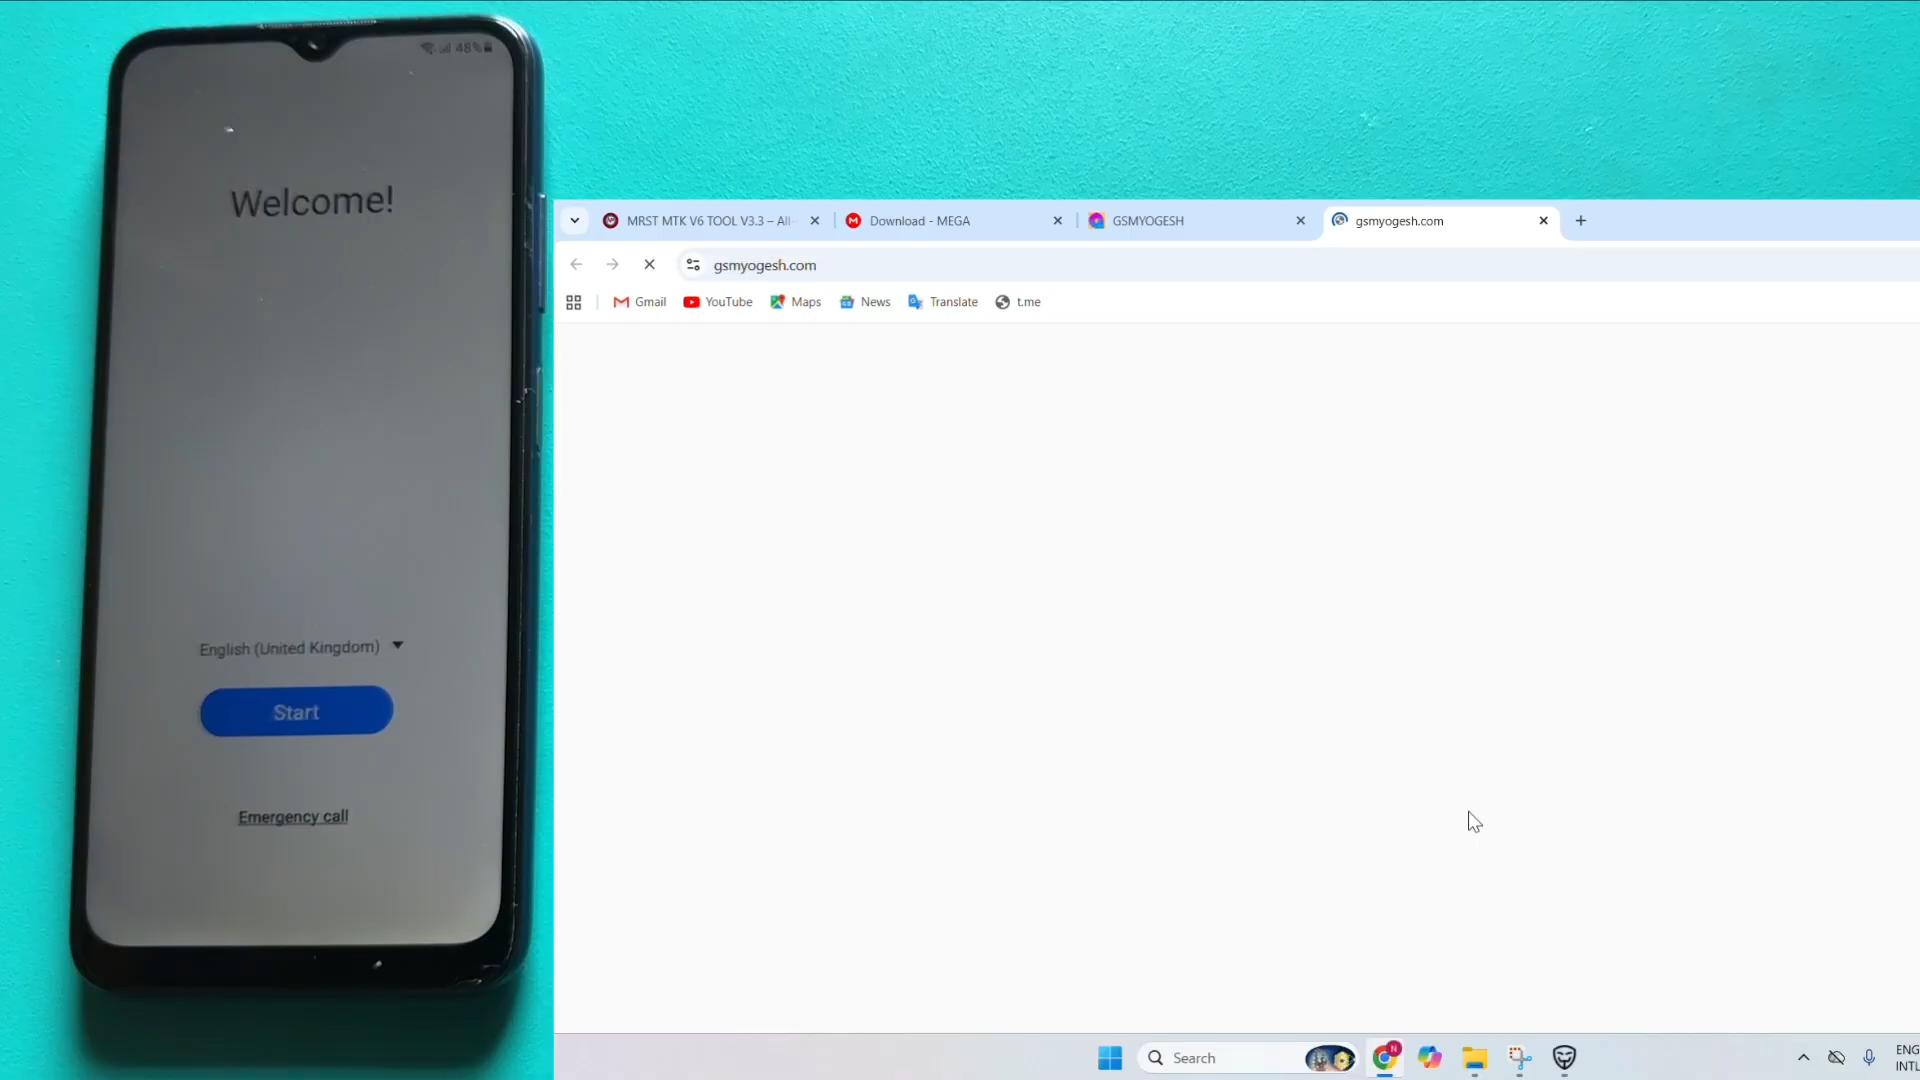 48%
Welcome!
English (United Kingdom)
Start
Emergency call
MRST MTK V6 TOOL V3.3 – All-
Download - MEGA
GSMYOGESH
gsmyogesh.com
gsmyogesh.com
Gmail
YouTube
Maps
News
Translate
t.me
Search
N
ENG
INTL